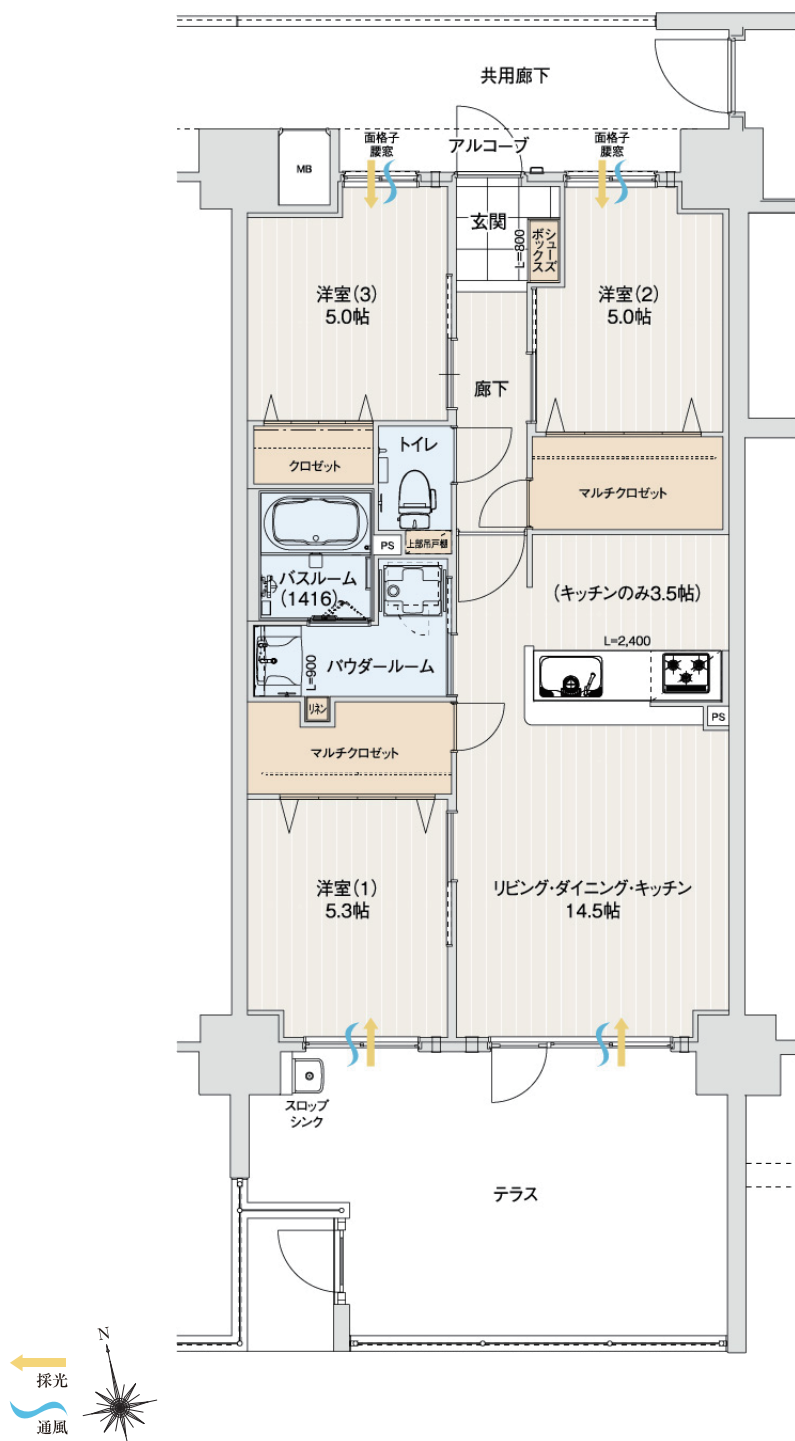 共用廊下
面格子
腰窓
アルコーブ
面格子
腰窓
MB
玄関
L=800
シューズ
ボックス
洋室(3)
5.0帖
洋室(2)
5.0帖
廊下
トイレ
クロゼット
マルチクロゼット
PS
上部吊戸棚
バスルーム
(1416)
(キッチンのみ3.5帖)
L=2,400
L=900
パウダールーム
リネン
PS
マルチクロゼット
洋室(1)
5.3帖
リビング・ダイニング・キッチン
14.5帖
スロップ
シンク
テラス
N
採光
通風